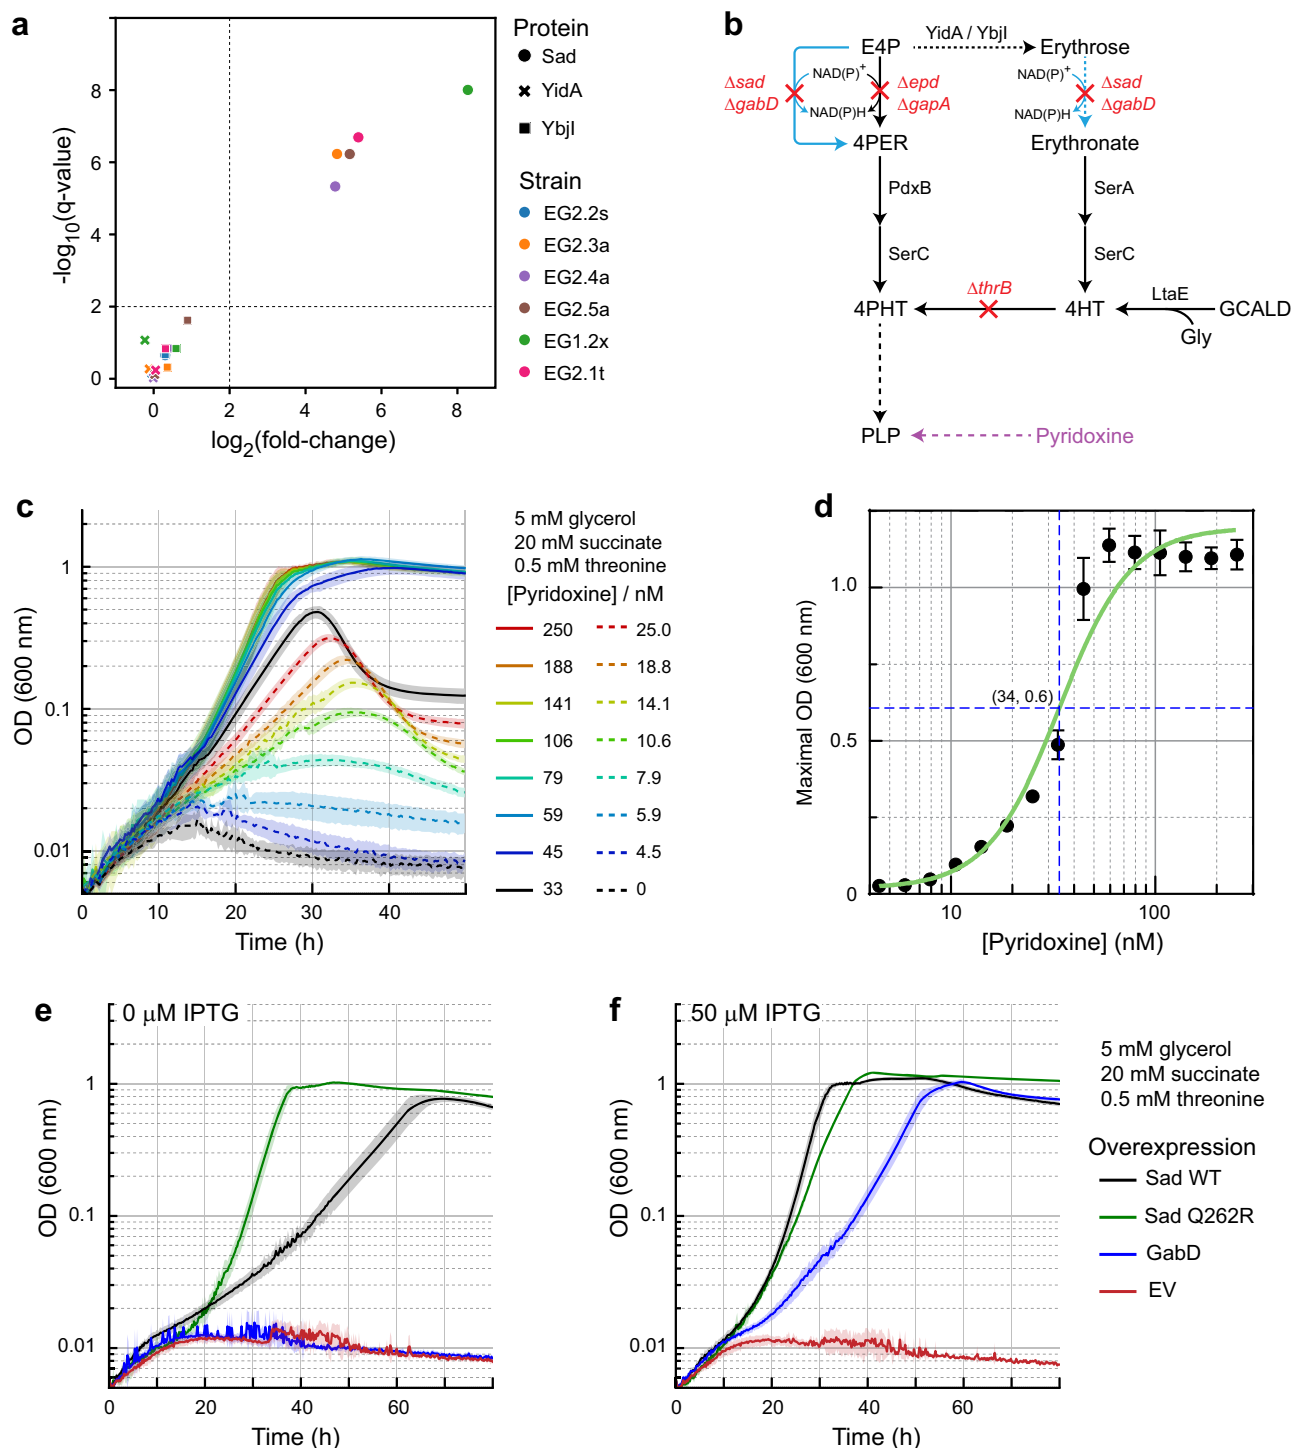 a
Protein
Sad
YidA
YbjI
Strain
EG2.2s
EG2.3a
EG2.4a
EG2.5a
EG1.2x
EG2.1t
-log10(q-value)
8
6
4
2
0
0 2 4 6 8
log2(fold-change)
b
E4P YidA / YbjI Erythrose
NAD(P)+ NAD(P)+
Δsad Δepd Δsad
ΔgabD ΔgapA ΔgabD
NAD(P)H NAD(P)H
4PER Erythronate
PdxB SerA
SerC SerC
ΔthrB LtaE
4PHT 4HT GCALD
Gly
PLP Pyridoxine
c
5 mM glycerol
20 mM succinate
0.5 mM threonine
[Pyridoxine] / nM
250 25.0
188 18.8
141 14.1
106 10.6
79 7.9
59 5.9
45 4.5
33 0
OD (600 nm)
1
0.1
0.01
0 10 20 30 40
Time (h)
d
Maximal OD (600 nm)
1.0
(34, 0.6)
0.5
0
10 100
[Pyridoxine] (nM)
e
0 μM IPTG
OD (600 nm)
1
0.1
0.01
0 20 40 60
Time (h)
f
50 μM IPTG
OD (600 nm)
1
0.1
0.01
0 20 40 60
Time (h)
5 mM glycerol
20 mM succinate
0.5 mM threonine
Overexpression
Sad WT
Sad Q262R
GabD
EV